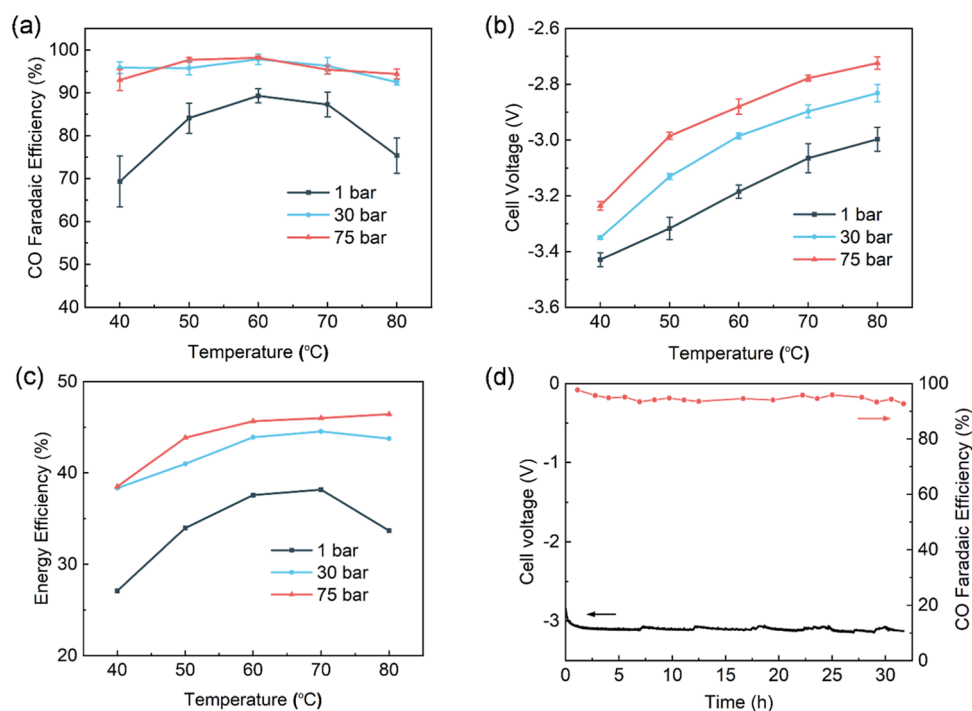 (a)
CO Faradaic Efficiency (%)
100
90
80
70
60
50
40
40 50 60 70 80
Temperature (°C)
1 bar
30 bar
75 bar
(b)
Cell Voltage (V)
-2.6
-2.8
-3.0
-3.2
-3.4
-3.6
40 50 60 70 80
Temperature (°C)
1 bar
30 bar
75 bar
(c)
Energy Efficiency (%)
50
40
30
20
40 50 60 70 80
Temperature (°C)
1 bar
30 bar
75 bar
(d)
Cell voltage (V)
0
-1
-2
-3
0 5 10 15 20 25 30
Time (h)
100
80
60
40
20
0
CO Faradaic Efficiency (%)